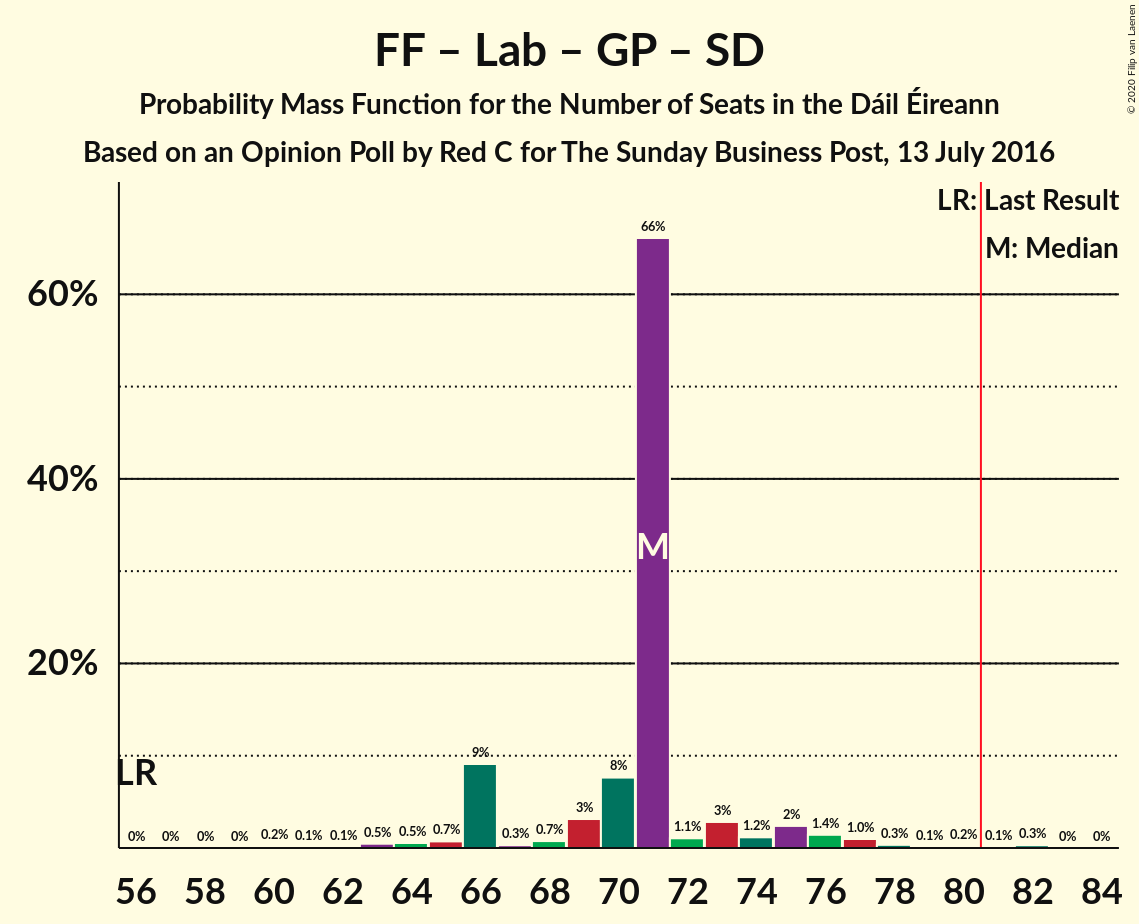 FF – Lab – GP – SD
Probability Mass Function for the Number of Seats in the Dáil Éireann
Based on an Opinion Poll by Red C for The Sunday Business Post, 13 July 2016
© 2020 Filip van Laenen
LR: Last Result
M: Median
60%
40%
20%
LR
M
0% 0% 0% 0% 0.2% 0.1% 0.1% 0.5% 0.5% 0.7% 9% 0.3% 0.7% 3% 8% 66% 1.1% 3% 1.2% 2% 1.4% 1.0% 0.3% 0.1% 0.2% 0.1% 0.3% 0% 0%
56 58 60 62 64 66 68 70 72 74 76 78 80 82 84